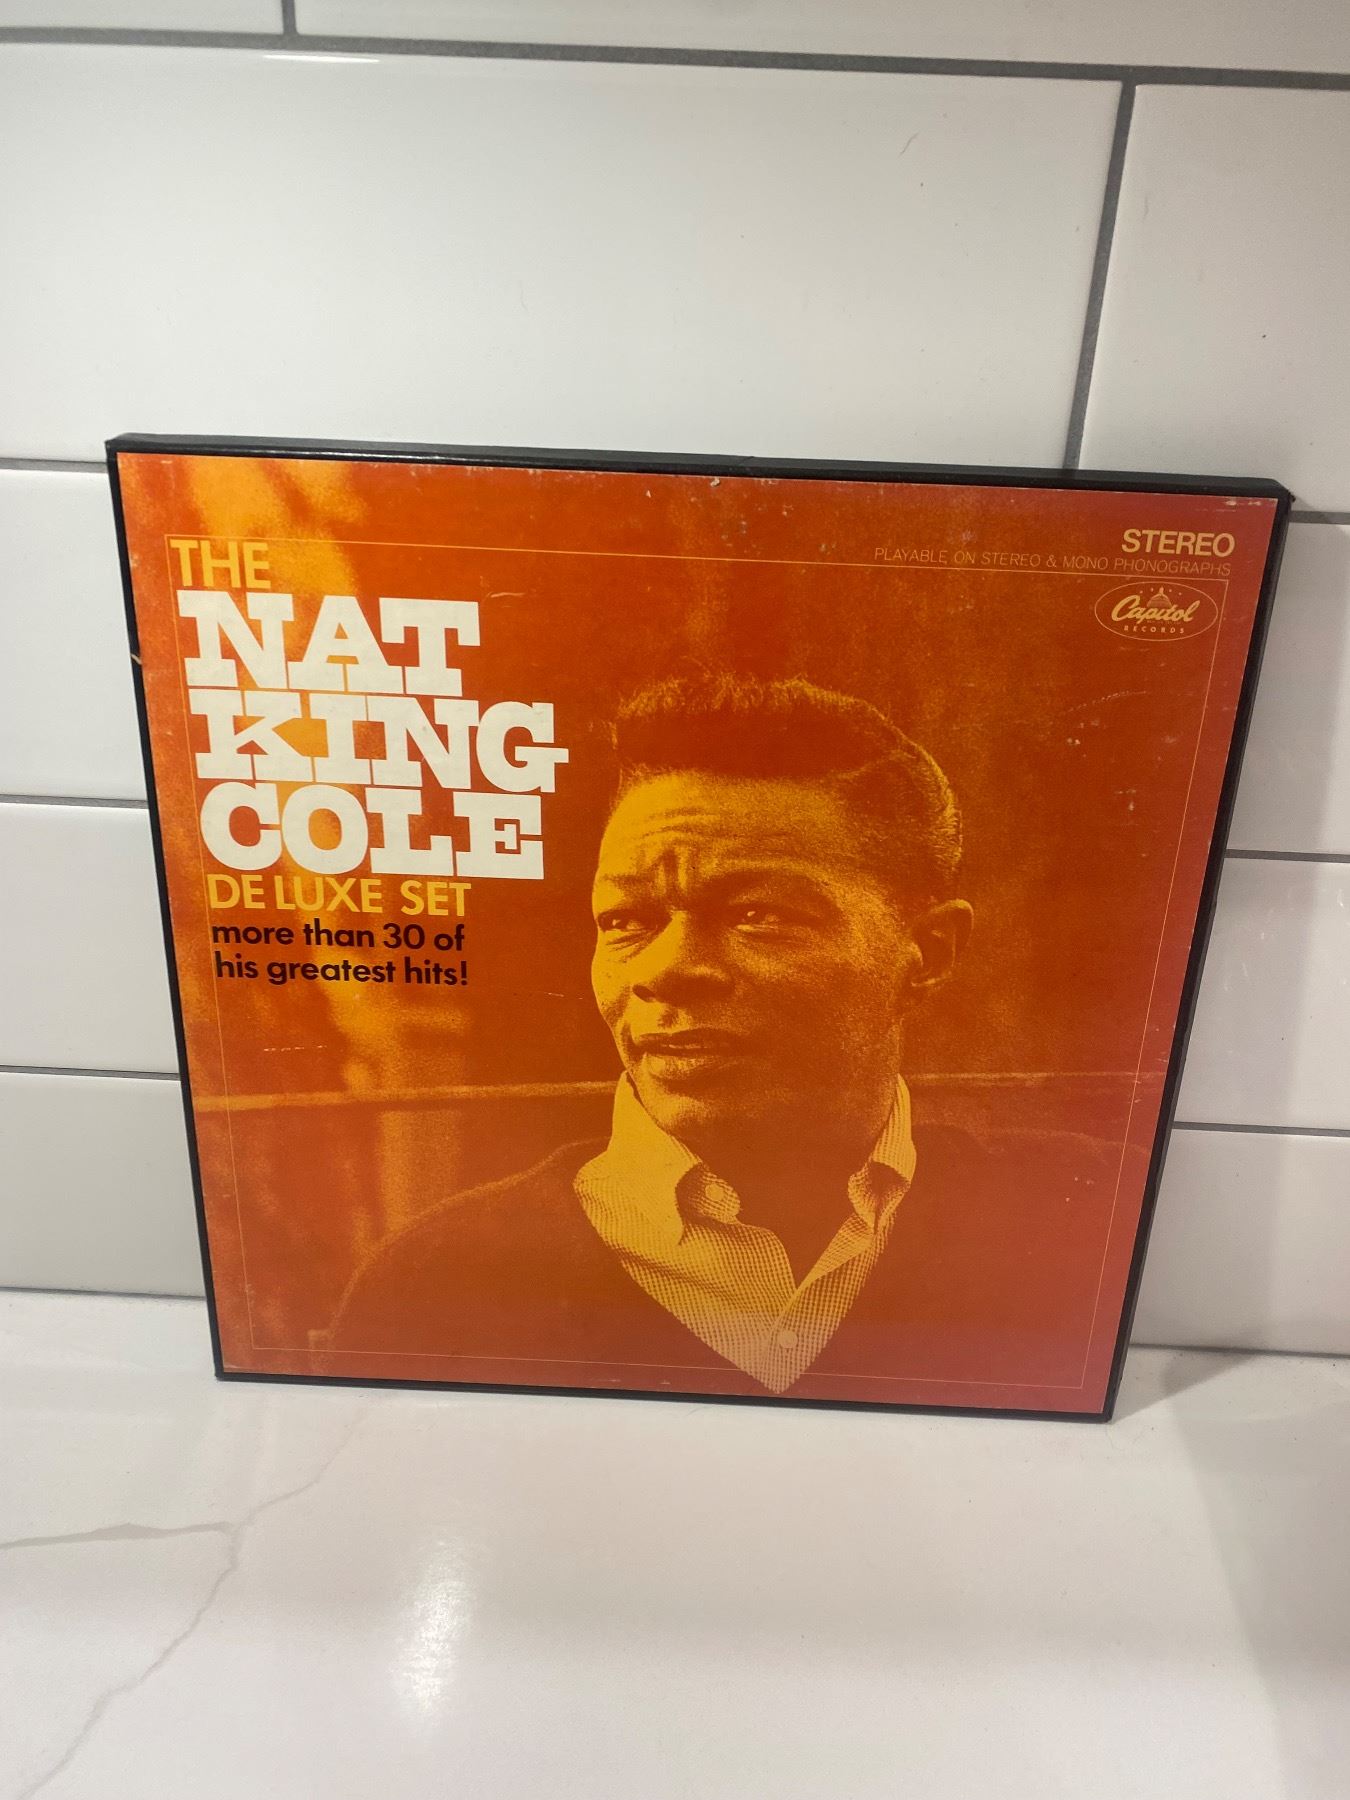 STEREO
PLAYABLE ON STEREO & MONO PHONOGRAPHS
Capitol
RECORDS
THE
NAT
KING
COLE
DE LUXE SET
more than 30 of
his greatest hits!